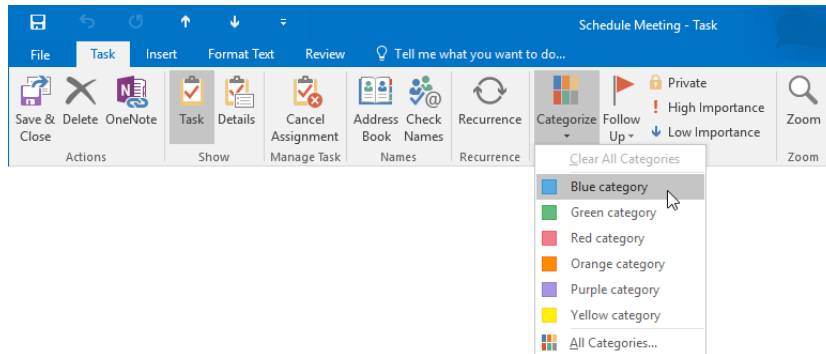 Schedule Meeting - Task
File Task Insert Format Text Review Tell me what you want to do...
Save & Close
Delete
OneNote
Task
Details
Cancel Assignment
Address Book
Check Names
Recurrence
Categorize
Follow Up
Private
High Importance
Low Importance
Zoom
Actions Show Manage Task Names Recurrence Zoom
Clear All Categories
Blue category
Green category
Red category
Orange category
Purple category
Yellow category
All Categories...